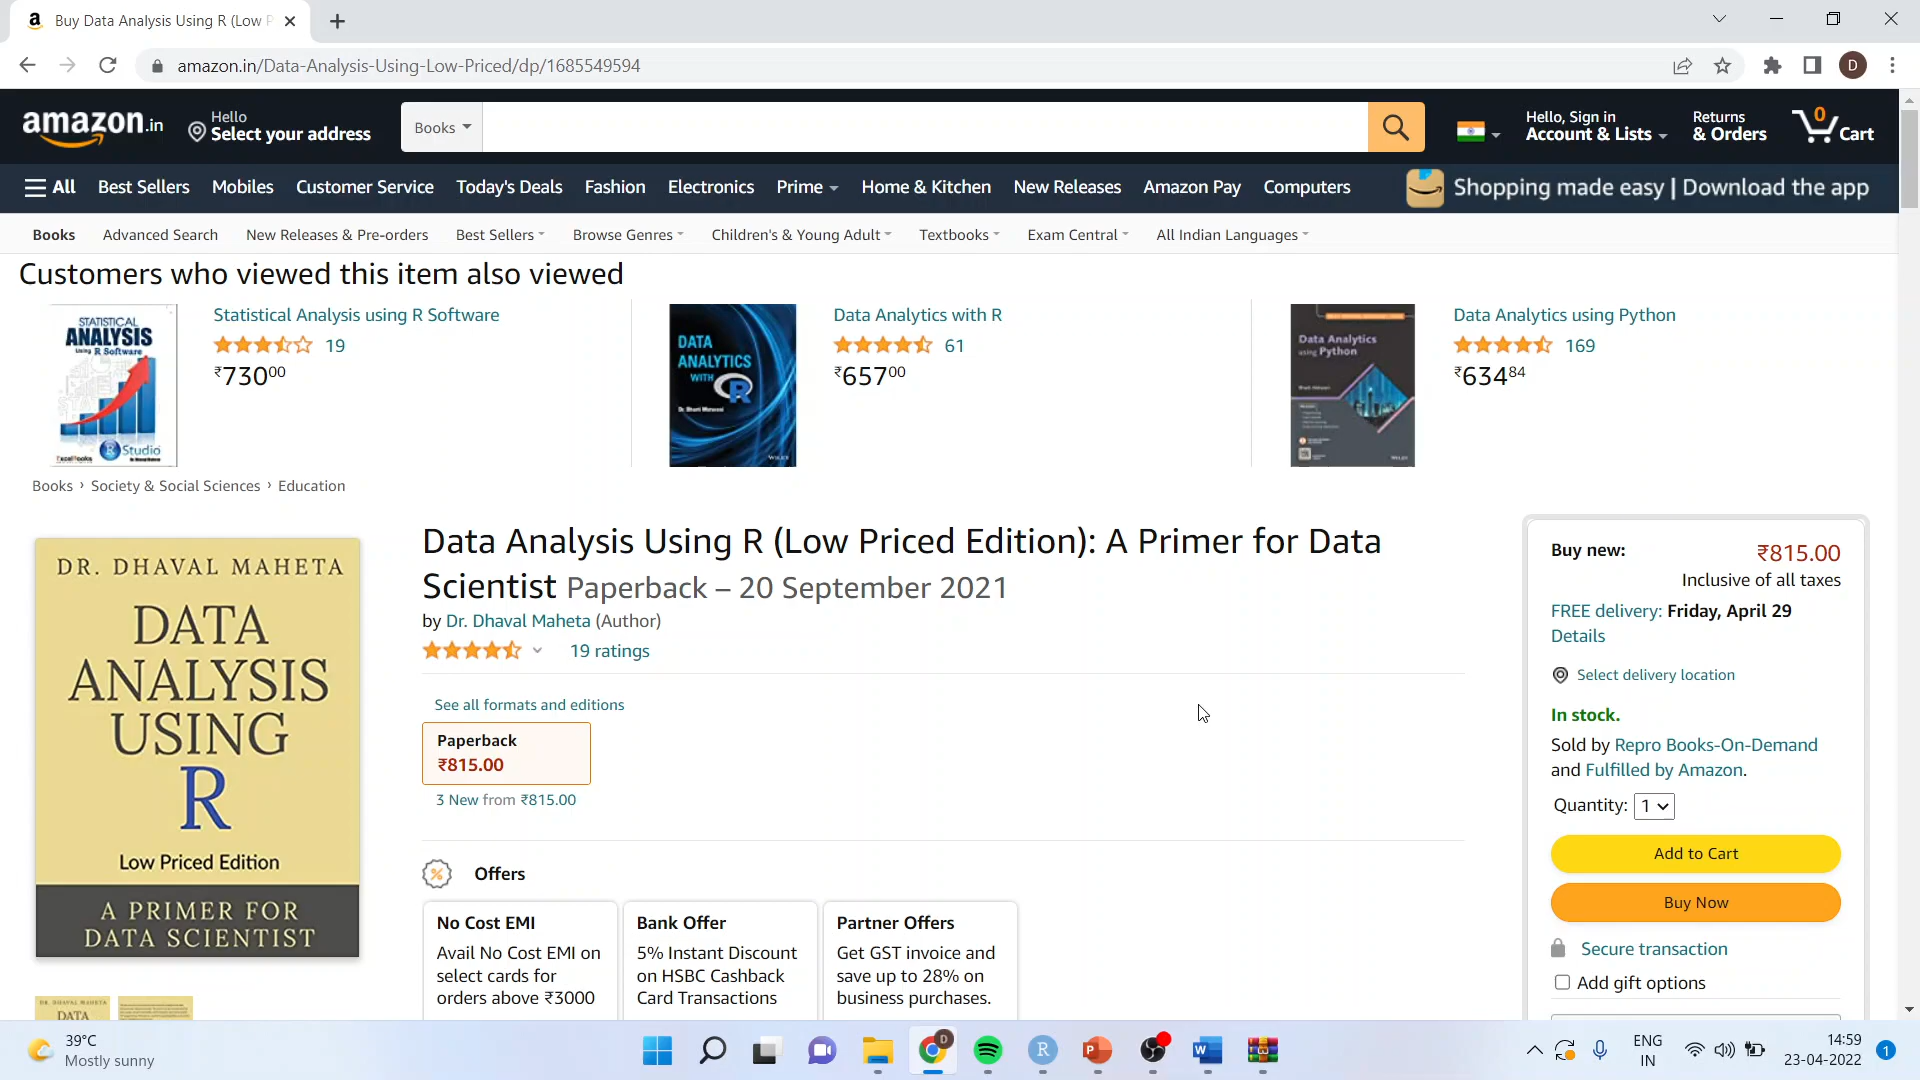 Buy Data Analysis Using R (Low P
amazon.in/Data-Analysis-Using-Low-Priced/dp/1685549594
D
amazon.in
Hello
Select your address
Books
Hello, Sign in
Account & Lists
Returns
& Orders
0
Cart
All Best Sellers Mobiles Customer Service Today's Deals Fashion Electronics Prime Home & Kitchen New Releases Amazon Pay Computers
Shopping made easy | Download the app
Books Advanced Search New Releases & Pre-orders Best Sellers Browse Genres Children's & Young Adult Textbooks Exam Central All Indian Languages
Customers who viewed this item also viewed
STATISTICAL
ANALYSIS
Using R Software
R Studio
Statistical Analysis using R Software
19
₹73000
DATA
ANALYTICS
WITH R
WILEY
Data Analytics with R
61
₹65700
Data Analytics
using Python
WILEY
Data Analytics using Python
169
₹63484
Books › Society & Social Sciences › Education
DR. DHAVAL MAHETA
DATA
ANALYSIS
USING
R
Low Priced Edition
A PRIMER FOR
DATA SCIENTIST
DR. DHAVAL MAHETA
DATA
Data Analysis Using R (Low Priced Edition): A Primer for Data
Scientist Paperback – 20 September 2021
by Dr. Dhaval Maheta (Author)
19 ratings
See all formats and editions
Paperback
₹815.00
3 New from ₹815.00
Offers
No Cost EMI
Avail No Cost EMI on
select cards for
orders above ₹3000
Bank Offer
5% Instant Discount
on HSBC Cashback
Card Transactions
Partner Offers
Get GST invoice and
save up to 28% on
business purchases.
Buy new: ₹815.00
Inclusive of all taxes
FREE delivery: Friday, April 29
Details
Select delivery location
In stock.
Sold by Repro Books-On-Demand
and Fulfilled by Amazon.
Quantity: 1
Add to Cart
Buy Now
Secure transaction
Add gift options
39°C
Mostly sunny
D
R
P
W
ENG
IN
14:59
23-04-2022
1